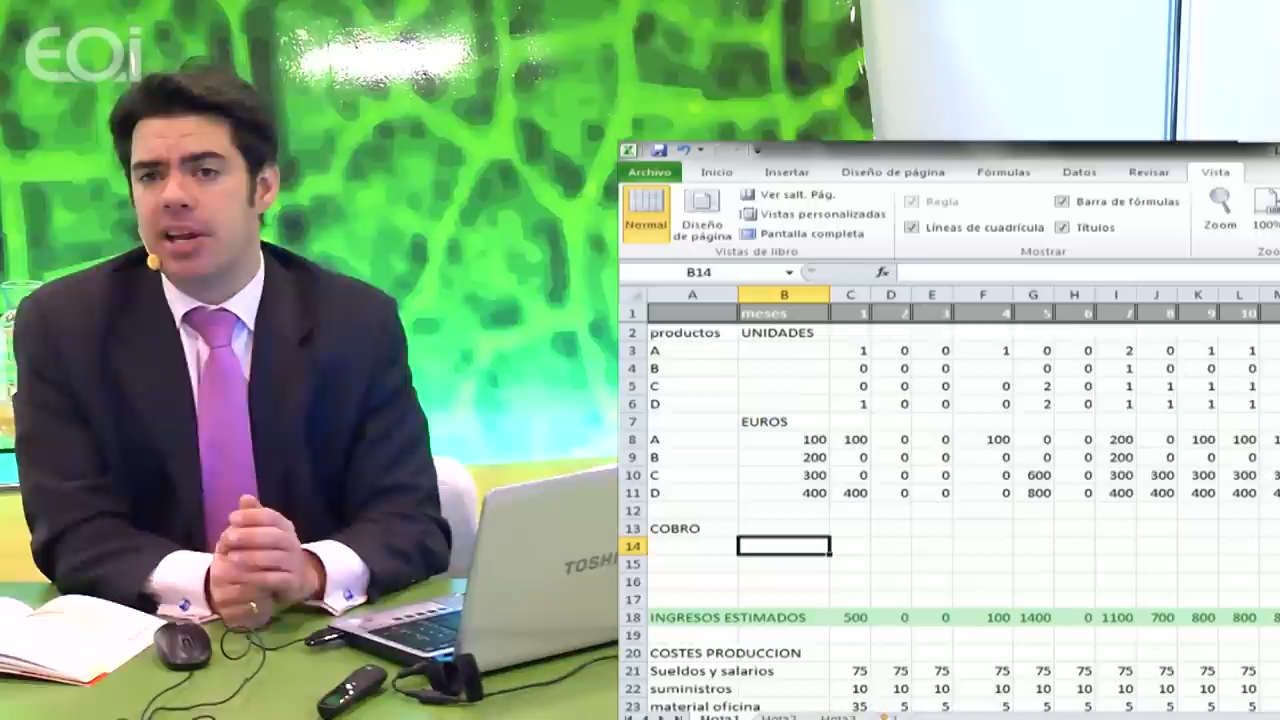 EOi
Archivo Inicio Insertar Diseño de página Fórmulas Datos Revisar Vista
Normal
Diseño de página
Ver salt. Pág.
Vistas personalizadas
Pantalla completa
Vistas de libro
Regla
Barra de fórmulas
Líneas de cuadrícula
Títulos
Mostrar
Zoom
100%
B14
fx
A B C D E F G H I J K L
1 meses 1 2 3 4 5 6 7 8 9 10
2 productos UNIDADES
3 A 1 0 0 1 0 0 2 0 1 1
4 B 0 0 0 0 0 1 0 0 0
5 C 0 0 0 0 2 0 1 1 1 1
6 D 1 0 0 0 2 0 1 1 1 1
7 EUROS
8 A 100 100 0 0 100 0 0 200 0 100 100
9 B 200 0 0 0 0 0 0 200 0 0 0
10 C 300 0 0 0 0 600 0 300 300 300 300
11 D 400 400 0 0 0 800 0 400 400 400 400
12
13 COBRO
14
15
16
17
18 INGRESOS ESTIMADOS 500 0 0 100 1400 0 1100 700 800 800
19
20 COSTES PRODUCCION
21 Sueldos y salarios 75 75 75 75 75 75 75 75 75 75
22 suministros 10 10 10 10 10 10 10 10 10 10
23 material oficina 35 5 5 5 5 5 5 5 5 5
TOSHI